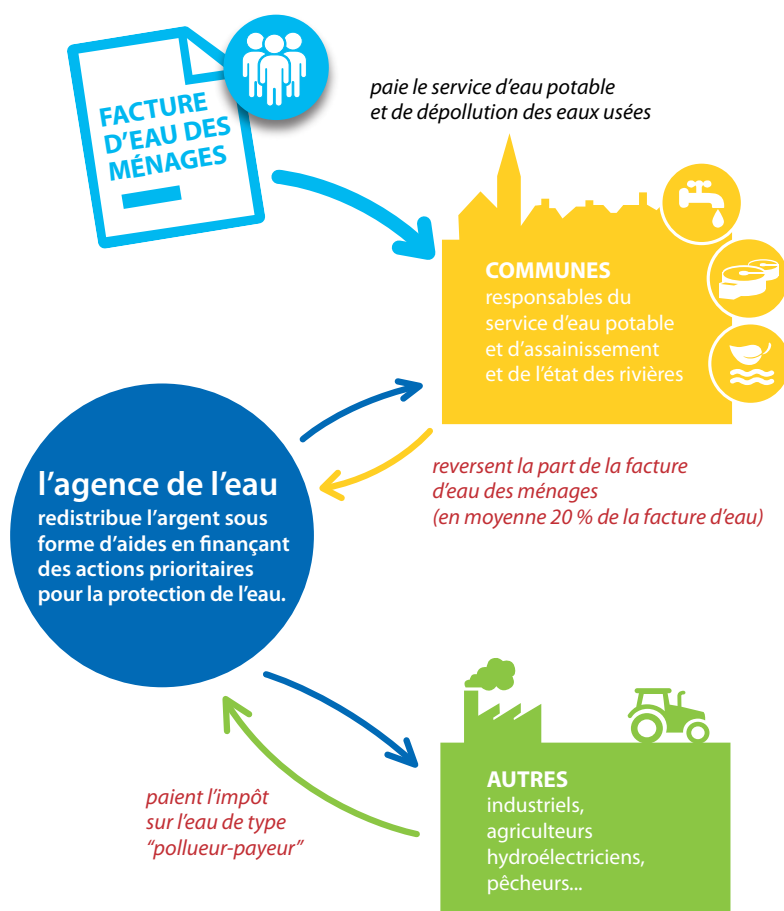 FACTURE
D'EAU DES
MÉNAGES
paie le service d'eau potable
et de dépollution des eaux usées
COMMUNES
responsables du
service d'eau potable
et d'assainissement
et de l'état des rivières
l'agence de l'eau
redistribue l'argent sous
forme d'aides en finançant
des actions prioritaires
pour la protection de l'eau.
reversent la part de la facture
d'eau des ménages
(en moyenne 20 % de la facture d'eau)
paient l'impôt
sur l'eau de type
“pollueur-payeur”
AUTRES
industriels,
agriculteurs
hydroélectriciens,
pêcheurs...